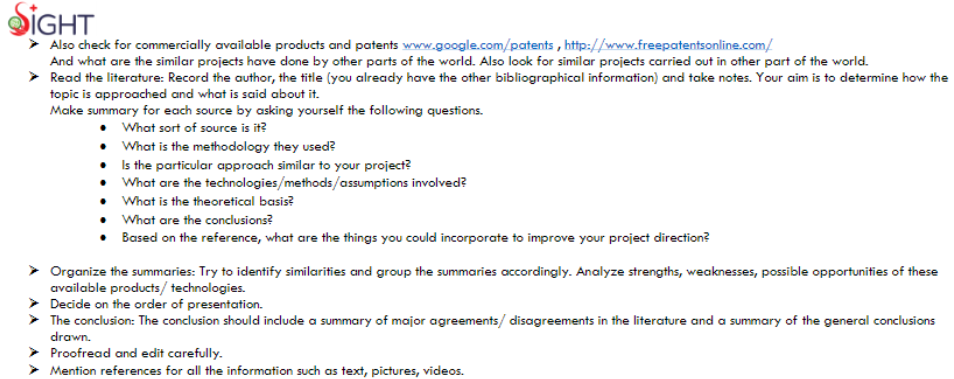 SIGHT
➤ Also check for commercially available products and patents www.google.com/patents , http://www.freepatentsonline.com/
And what are the similar projects have done by other parts of the world. Also look for similar projects carried out in other part of the world.
➤ Read the literature: Record the author, the title (you already have the other bibliographical information) and take notes. Your aim is to determine how the
topic is approached and what is said about it.
Make summary for each source by asking yourself the following questions.
• What sort of source is it?
• What is the methodology they used?
• Is the particular approach similar to your project?
• What are the technologies/methods/assumptions involved?
• What is the theoretical basis?
• What are the conclusions?
• Based on the reference, what are the things you could incorporate to improve your project direction?
➤ Organize the summaries: Try to identify similarities and group the summaries accordingly. Analyze strengths, weaknesses, possible opportunities of these
available products/ technologies.
➤ Decide on the order of presentation.
➤ The conclusion: The conclusion should include a summary of major agreements/ disagreements in the literature and a summary of the general conclusions
drawn.
➤ Proofread and edit carefully.
➤ Mention references for all the information such as text, pictures, videos.